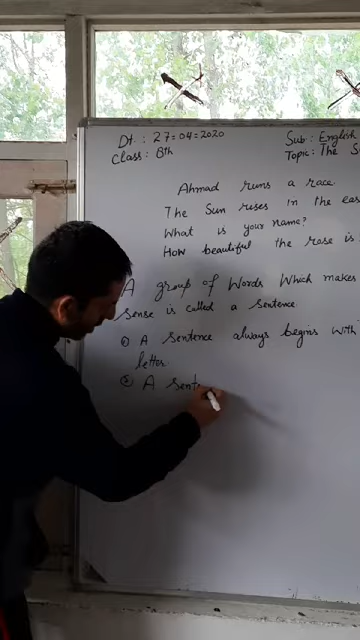 Dt. : 27-04-2020
Sub : English
Class : 8th
Topic : The S
Ahmad runs a race
The Sun rises in the eas
What is your name?
How beautiful the rose is
A group of Words Which makes
sense is called a sentence.
① A sentence always begins with
letter.
② A sent